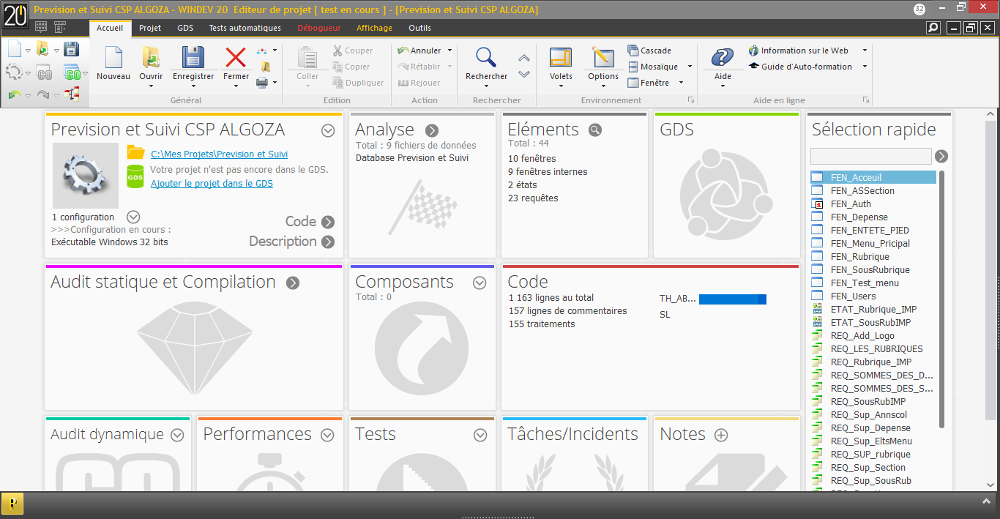 20
Prevision et Suivi CSP ALGOZA - WINDEV 20 Editeur de projet [ test en cours ] - [Prevision et Suivi CSP ALGOZA]
32
Accueil Projet GDS Tests automatiques Débogueur Affichage Outils
GO
GO
Nouveau
Ouvrir
Enregistrer
Fermer
Général
Coller
Couper
Copier
Dupliquer
Edition
Annuler
Rétablir
Rejouer
Action
Rechercher
Rechercher
Volets
Options
Cascade
Mosaïque
Fenêtre
Environnement
Aide
Information sur le Web
Guide d'Auto-formation
Aide en ligne
Prevision et Suivi CSP ALGOZA
C:\Mes Projets\Prevision et Suivi
GDS
Votre projet n'est pas encore dans le GDS.
Ajouter le projet dans le GDS
1 configuration
>>>Configuration en cours :
Exécutable Windows 32 bits
Code
Description
Analyse
Total : 9 fichiers de données
Database Prevision et Suivi
Eléments
Total : 44
10 fenêtres
9 fenêtres internes
2 états
23 requêtes
GDS
Audit statique et Compilation
Composants
Total : 0
Code
1 163 lignes au total
157 lignes de commentaires
155 traitements
TH_AB...
SL
Audit dynamique
GO
Performances
Tests
Tâches/Incidents
Notes
Sélection rapide
FEN_Acceuil
FEN_ASSection
FEN_Auth
FEN_Depense
FEN_ENTETE_PIED
FEN_Menu_Pricipal
FEN_Rubrique
FEN_SousRubrique
FEN_Test_menu
FEN_Users
ETAT_Rubrique_IMP
ETAT_SousRubIMP
REQ_Add_Logo
REQ_LES_RUBRIQUES
REQ_Rubrique_IMP
REQ_SOMMES_DES_D...
REQ_SOMMES_DES_S...
REQ_SousRubIMP
REQ_Sup_Annscol
REQ_Sup_Depense
REQ_Sup_EltsMenu
REQ_SUP_rubrique
REQ_Sup_Section
REQ_Sup_SousRub